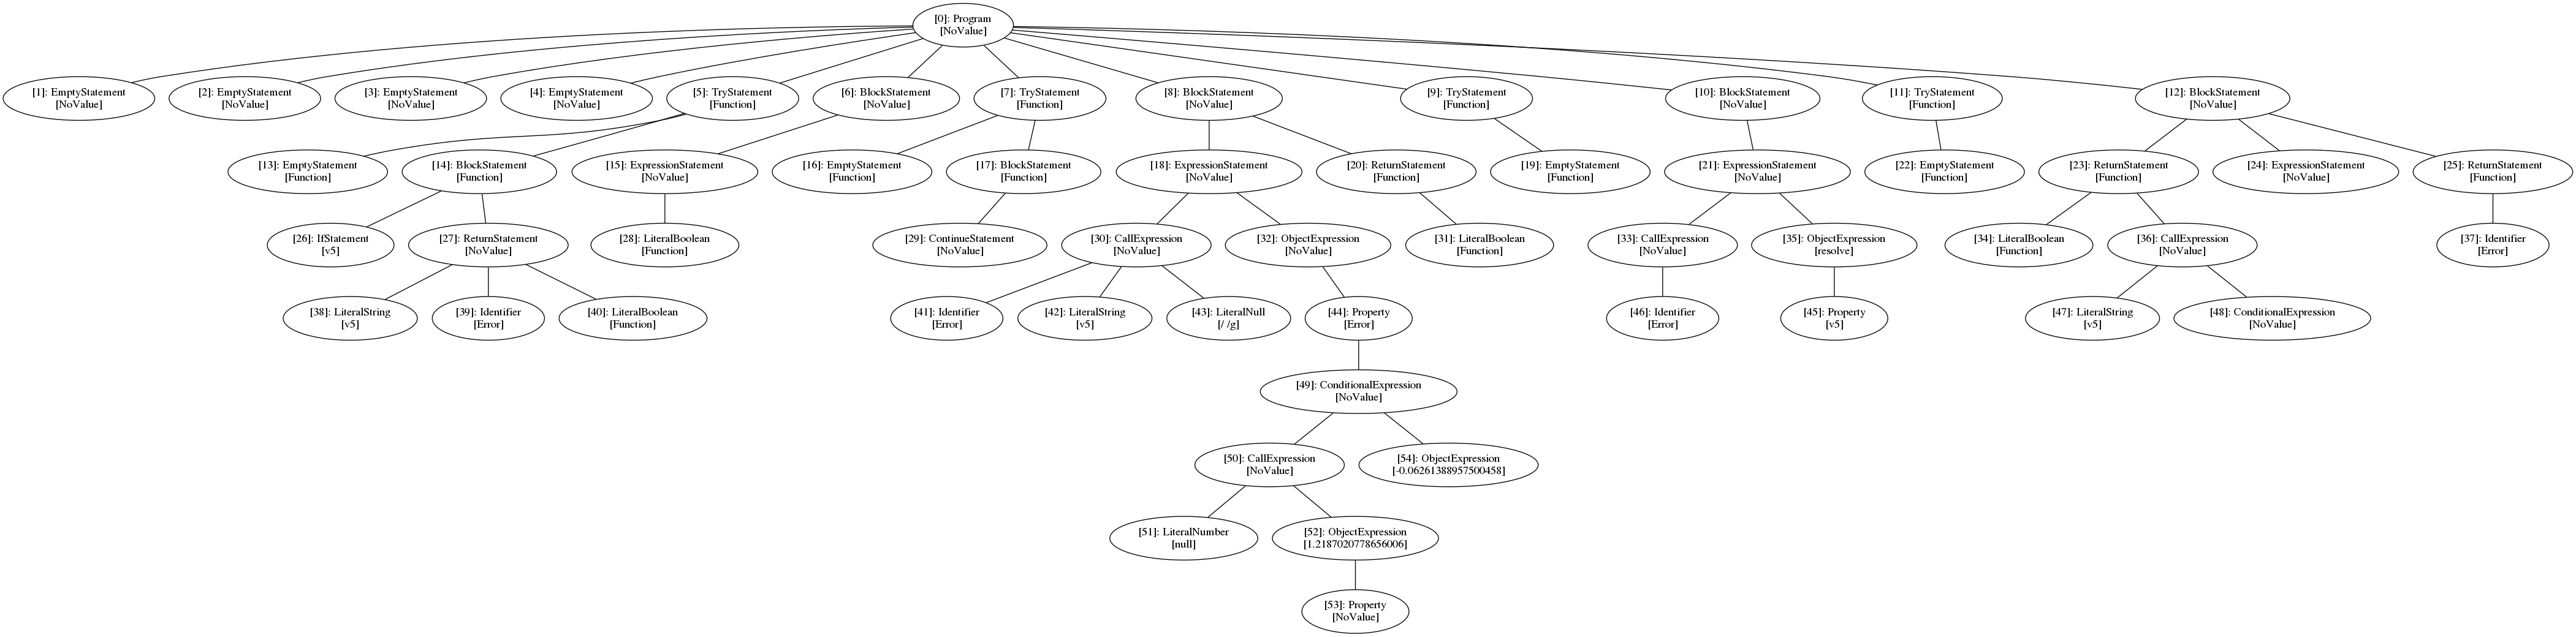 [0]: Program
[NoValue]
[1]: EmptyStatement
[NoValue]
[2]: EmptyStatement
[NoValue]
[3]: EmptyStatement
[NoValue]
[4]: EmptyStatement
[NoValue]
[5]: TryStatement
[Function]
[6]: BlockStatement
[NoValue]
[7]: TryStatement
[Function]
[8]: BlockStatement
[NoValue]
[9]: TryStatement
[Function]
[10]: BlockStatement
[NoValue]
[11]: TryStatement
[Function]
[12]: BlockStatement
[NoValue]
[13]: EmptyStatement
[Function]
[14]: BlockStatement
[Function]
[15]: ExpressionStatement
[NoValue]
[16]: EmptyStatement
[Function]
[17]: BlockStatement
[Function]
[18]: ExpressionStatement
[NoValue]
[20]: ReturnStatement
[Function]
[19]: EmptyStatement
[Function]
[21]: ExpressionStatement
[NoValue]
[22]: EmptyStatement
[Function]
[23]: ReturnStatement
[Function]
[24]: ExpressionStatement
[NoValue]
[25]: ReturnStatement
[Function]
[26]: IfStatement
[v5]
[27]: ReturnStatement
[NoValue]
[28]: LiteralBoolean
[Function]
[29]: ContinueStatement
[NoValue]
[30]: CallExpression
[NoValue]
[32]: ObjectExpression
[NoValue]
[31]: LiteralBoolean
[Function]
[33]: CallExpression
[NoValue]
[35]: ObjectExpression
[resolve]
[34]: LiteralBoolean
[Function]
[36]: CallExpression
[NoValue]
[37]: Identifier
[Error]
[38]: LiteralString
[v5]
[39]: Identifier
[Error]
[40]: LiteralBoolean
[Function]
[41]: Identifier
[Error]
[42]: LiteralString
[v5]
[43]: LiteralNull
[/ /g]
[44]: Property
[Error]
[46]: Identifier
[Error]
[45]: Property
[v5]
[47]: LiteralString
[v5]
[48]: ConditionalExpression
[NoValue]
[49]: ConditionalExpression
[NoValue]
[50]: CallExpression
[NoValue]
[54]: ObjectExpression
[-0.06261388957500458]
[51]: LiteralNumber
[null]
[52]: ObjectExpression
[1.2187020778656006]
[53]: Property
[NoValue]